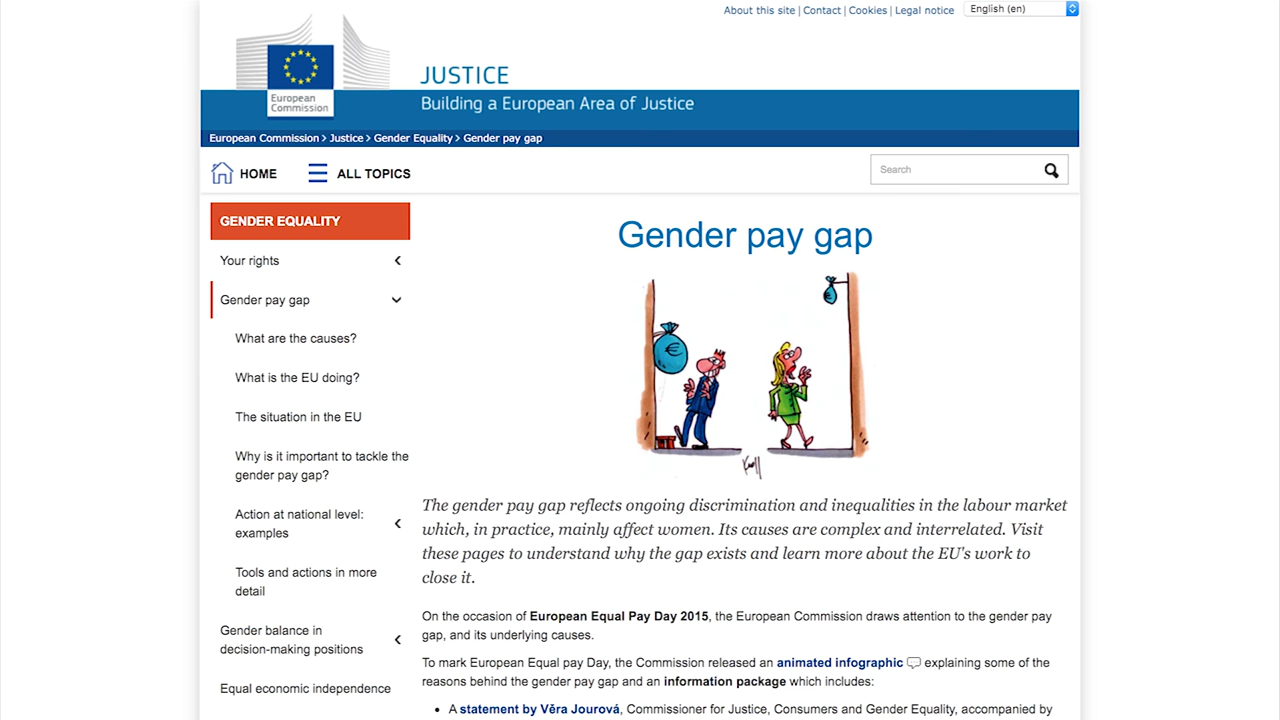 About this site | Contact | Cookies | Legal notice
English (en)
European
Commission
JUSTICE
Building a European Area of Justice
European Commission > Justice > Gender Equality > Gender pay gap
HOME
ALL TOPICS
Search
GENDER EQUALITY
Your rights
Gender pay gap
What are the causes?
What is the EU doing?
The situation in the EU
Why is it important to tackle the
gender pay gap?
Action at national level:
examples
Tools and actions in more
detail
Gender balance in
decision-making positions
Equal economic independence
Gender pay gap
€
Kroll
The gender pay gap reflects ongoing discrimination and inequalities in the labour market
which, in practice, mainly affect women. Its causes are complex and interrelated. Visit
these pages to understand why the gap exists and learn more about the EU's work to
close it.
On the occasion of European Equal Pay Day 2015, the European Commission draws attention to the gender pay
gap, and its underlying causes.
To mark European Equal pay Day, the Commission released an animated infographic explaining some of the
reasons behind the gender pay gap and an information package which includes:
• A statement by Věra Jourová, Commissioner for Justice, Consumers and Gender Equality, accompanied by